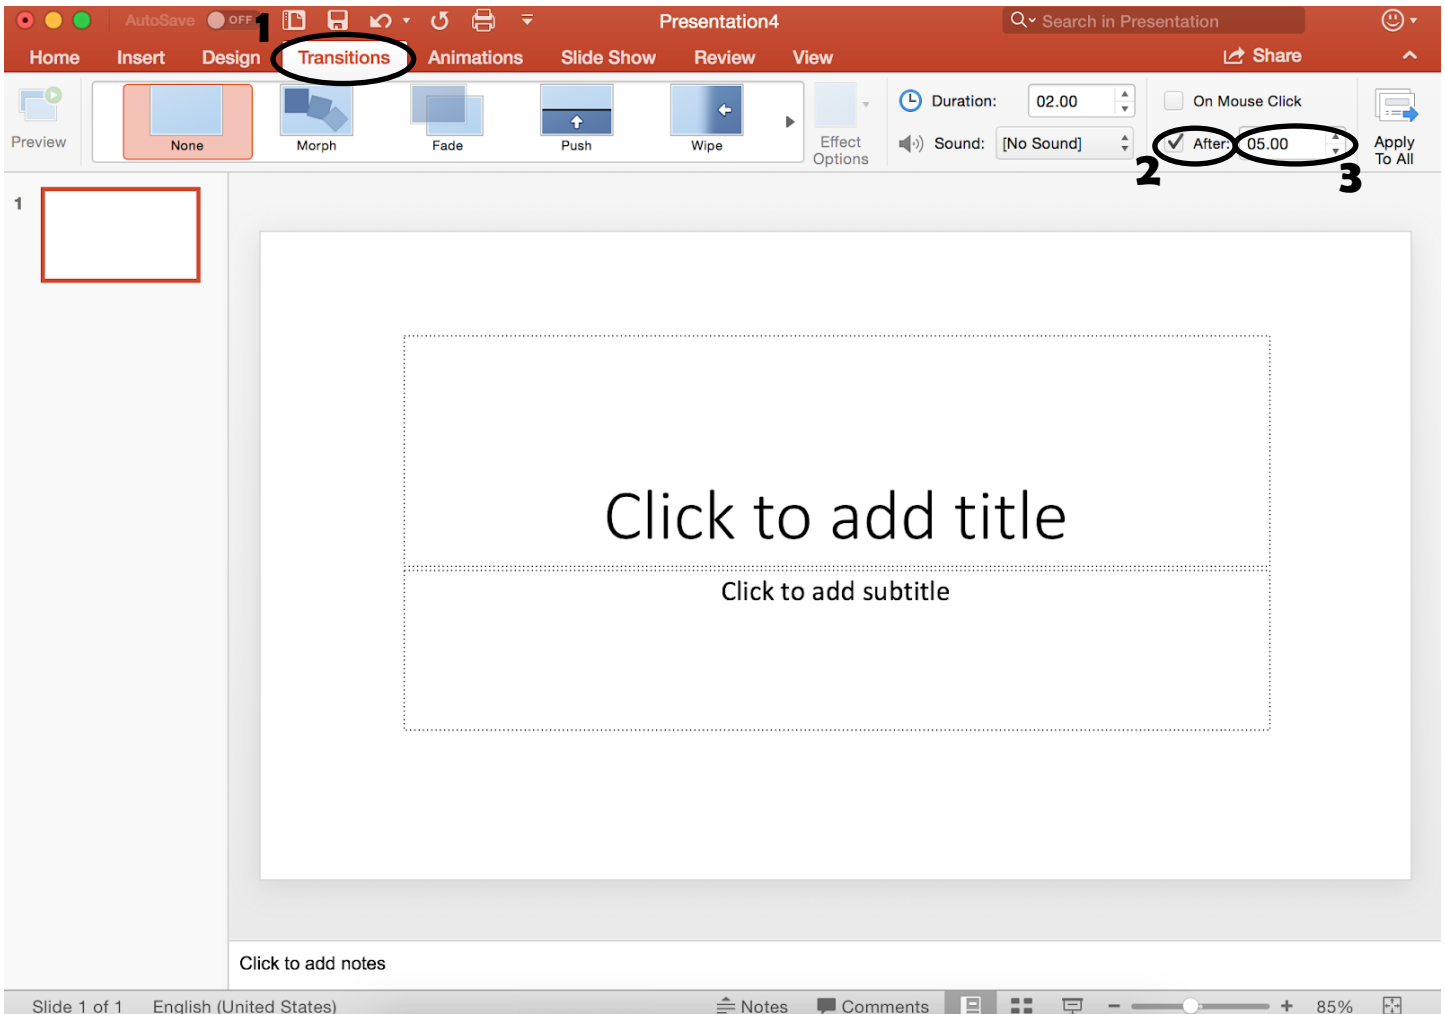 AutoSave OFF Presentation4 Search in Presentation
1
Home Insert Design Transitions Animations Slide Show Review View Share
Duration: 02.00 On Mouse Click
Preview None Morph Fade Push Wipe Effect Options Sound: [No Sound] After: 05.00 Apply To All
2 3
1
Click to add title
Click to add subtitle
Click to add notes
Slide 1 of 1 English (United States) Notes Comments 85%